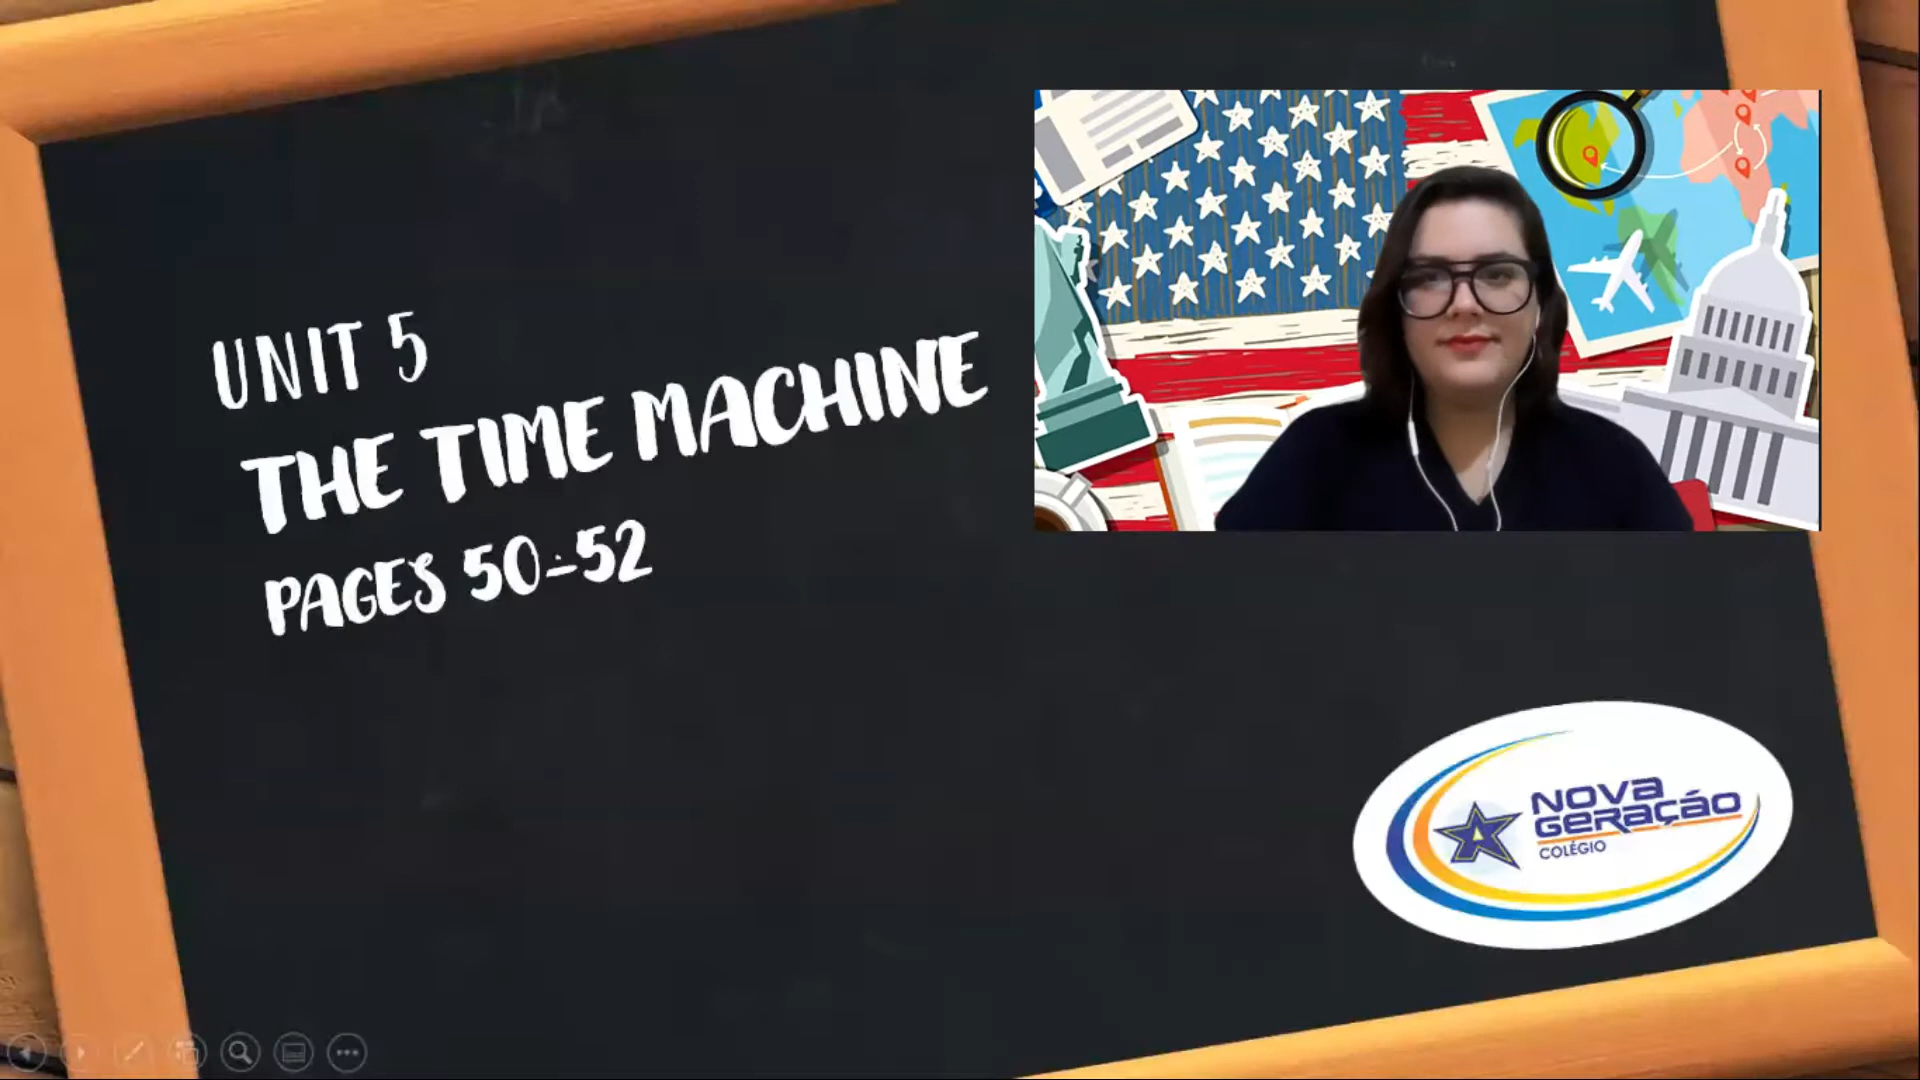 UNIT 5
THE TIME MACHINE
PAGES 50-52
NOVA
GERAÇÃO
COLÉGIO